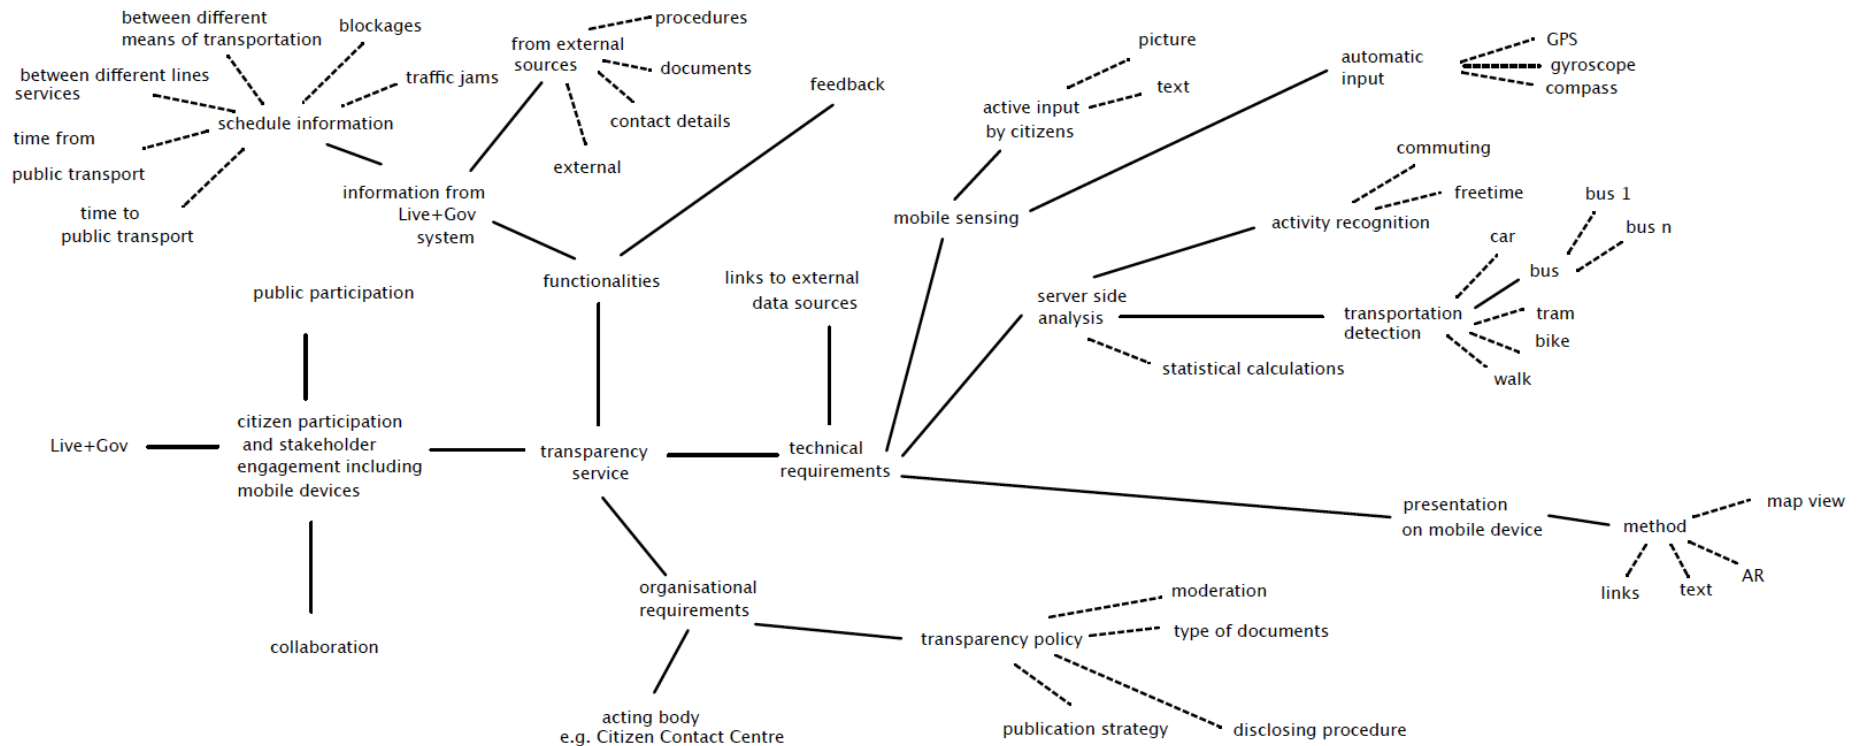 between different
means of transportation
blockages
between different lines
services
traffic jams
schedule information
time from
public transport
time to
public transport
from external
sources
procedures
documents
contact details
external
information from
Live+Gov
system
feedback
functionalities
public participation
Live+Gov
citizen participation
and stakeholder
engagement including
mobile devices
collaboration
transparency
service
links to external
data sources
technical
requirements
picture
text
active input
by citizens
mobile sensing
automatic
input
GPS
gyroscope
compass
commuting
freetime
activity recognition
server side
analysis
statistical calculations
transportation
detection
car
bus
bus 1
bus n
tram
bike
walk
presentation
on mobile device
method
map view
AR
text
links
organisational
requirements
acting body
e.g. Citizen Contact Centre
transparency policy
moderation
type of documents
publication strategy
disclosing procedure